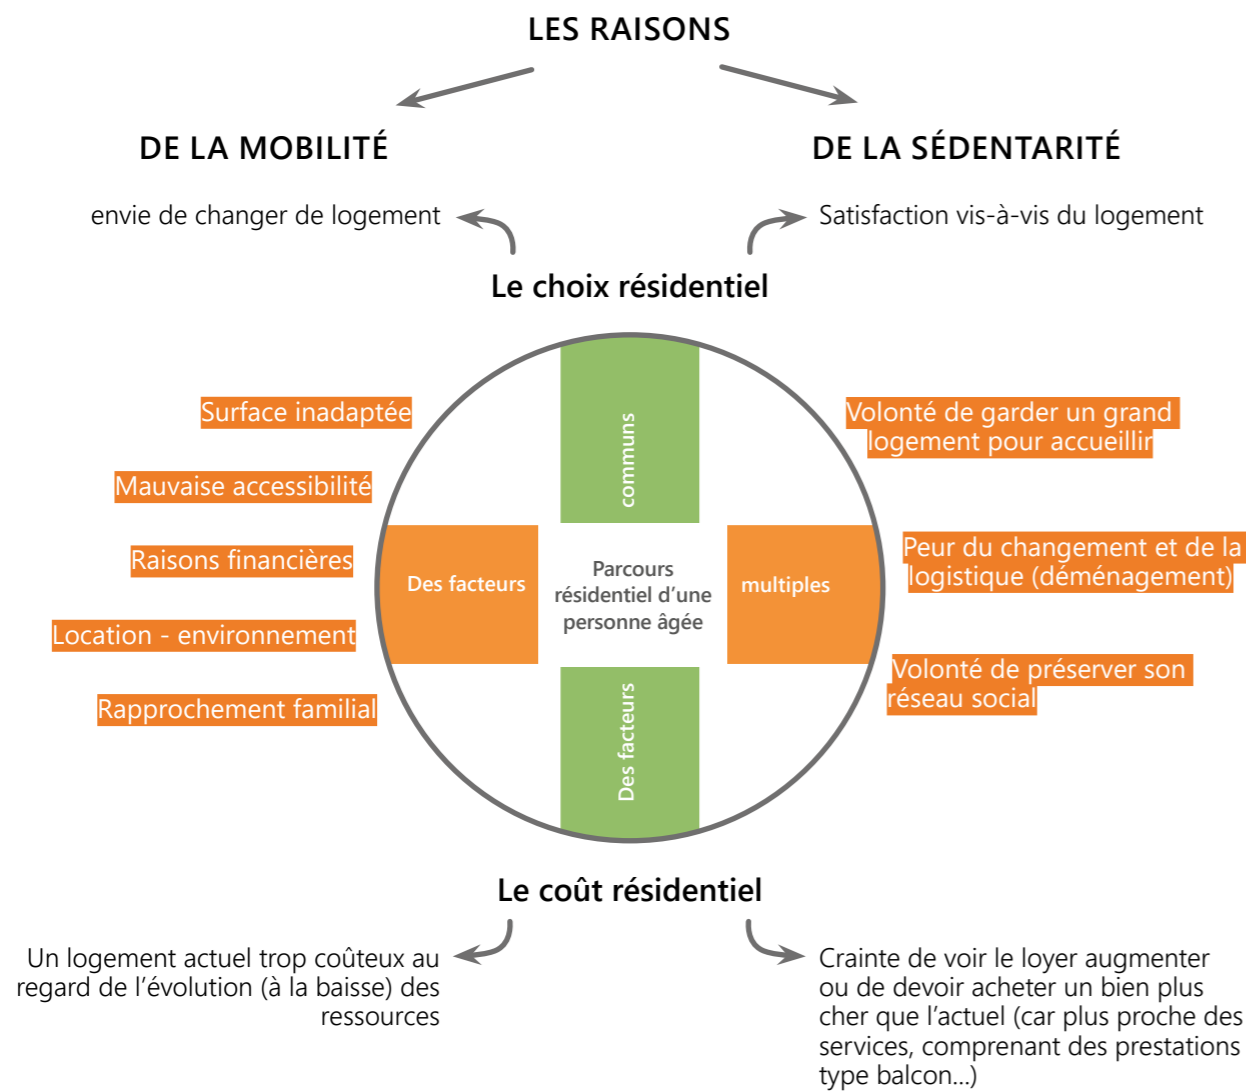 LES RAISONS
DE LA MOBILITÉ
DE LA SÉDENTARITÉ
envie de changer de logement
Satisfaction vis-à-vis du logement
Le choix résidentiel
Surface inadaptée
Mauvaise accessibilité
Raisons financières
Location - environnement
Rapprochement familial
communs
Des facteurs
Parcours
résidentiel d’une
personne âgée
multiples
Des facteurs
Volonté de garder un grand
logement pour accueillir
Peur du changement et de la
logistique (déménagement)
Volonté de préserver son
réseau social
Le coût résidentiel
Un logement actuel trop coûteux au
regard de l’évolution (à la baisse) des
ressources
Crainte de voir le loyer augmenter
ou de devoir acheter un bien plus
cher que l’actuel (car plus proche des
services, comprenant des prestations
type balcon...)